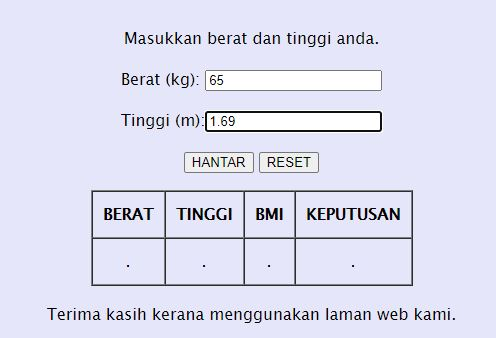 Masukkan berat dan tinggi anda.
Berat (kg): 65
Tinggi (m): 1.69
HANTAR RESET
BERAT TINGGI BMI KEPUTUSAN
. . . .
Terima kasih kerana menggunakan laman web kami.